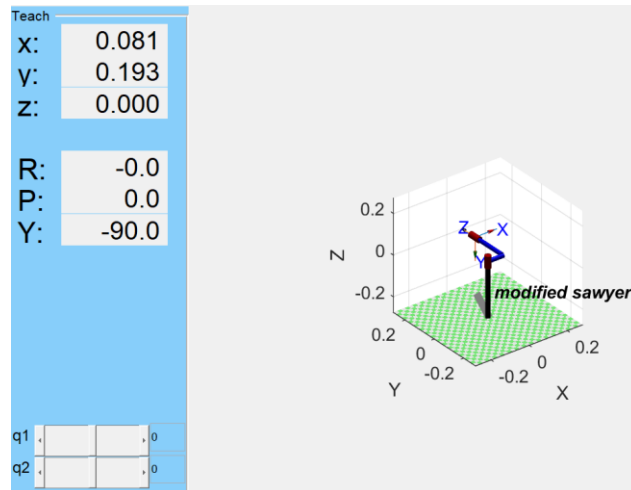 Teach
x: 0.081
y: 0.193
z: 0.000
R: -0.0
P: 0.0
Y: -90.0
q1 0
q2 0
0.2
0
-0.2
Z
Z
X
Y
modified sawyer
0.2
0
-0.2
Y
-0.2
0
0.2
X